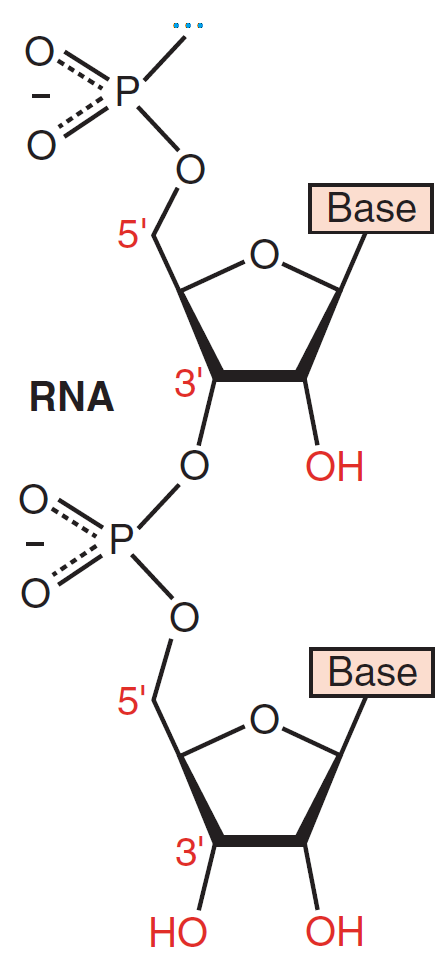 ...
O
P
O
–
O
5'
Base
O
3'
RNA
OH
O
O
P
–
O
O
Base
5'
O
3'
HO OH